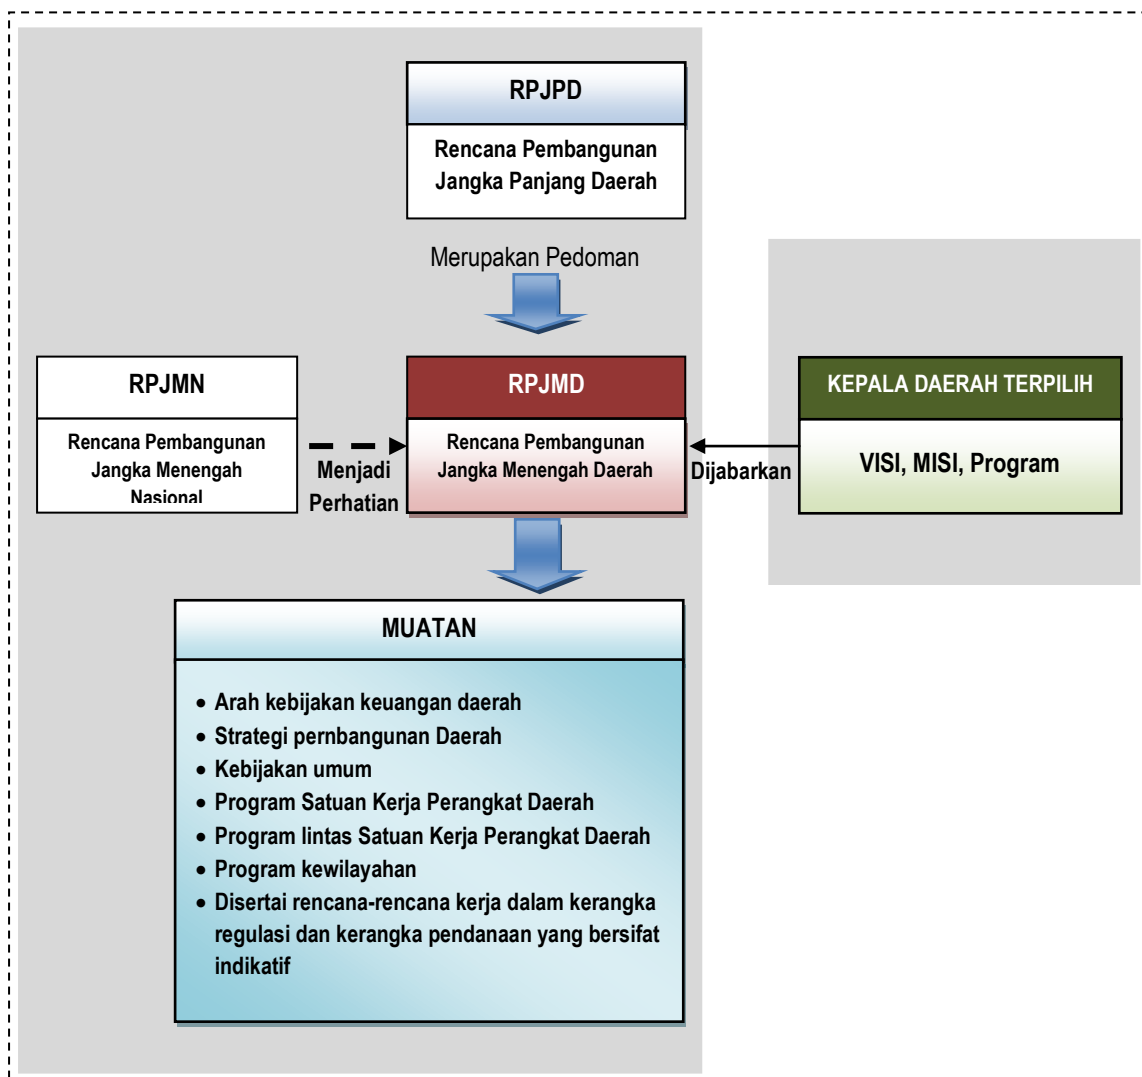 RPJPD
Rencana Pembangunan
Jangka Panjang Daerah
Merupakan Pedoman
RPJMN
Rencana Pembangunan
Jangka Menengah
Nasional
Menjadi
Perhatian
RPJMD
Rencana Pembangunan
Jangka Menengah Daerah
Dijabarkan
KEPALA DAERAH TERPILIH
VISI, MISI, Program
MUATAN
• Arah kebijakan keuangan daerah
• Strategi pernbangunan Daerah
• Kebijakan umum
• Program Satuan Kerja Perangkat Daerah
• Program lintas Satuan Kerja Perangkat Daerah
• Program kewilayahan
• Disertai rencana-rencana kerja dalam kerangka
regulasi dan kerangka pendanaan yang bersifat
indikatif